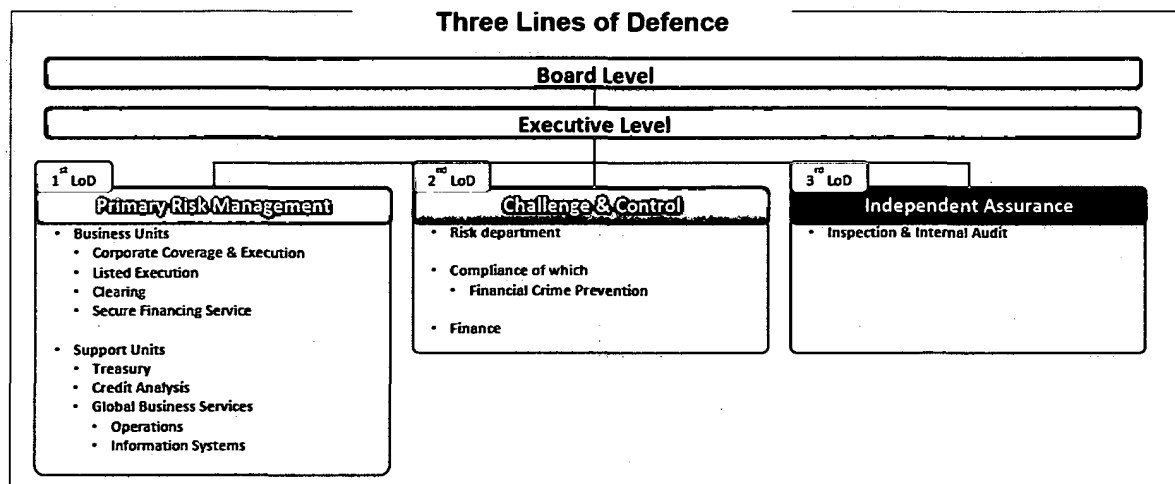 Three Lines of Defence
Board Level
Executive Level
1st LoD
Primary Risk Management
• Business Units
• Corporate Coverage & Execution
• Listed Execution
• Clearing
• Secure Financing Service
• Support Units
• Treasury
• Credit Analysis
• Global Business Services
• Operations
• Information Systems
2nd LoD
Challenge & Control
• Risk department
• Compliance of which
• Financial Crime Prevention
• Finance
3rd LoD
Independent Assurance
• Inspection & Internal Audit